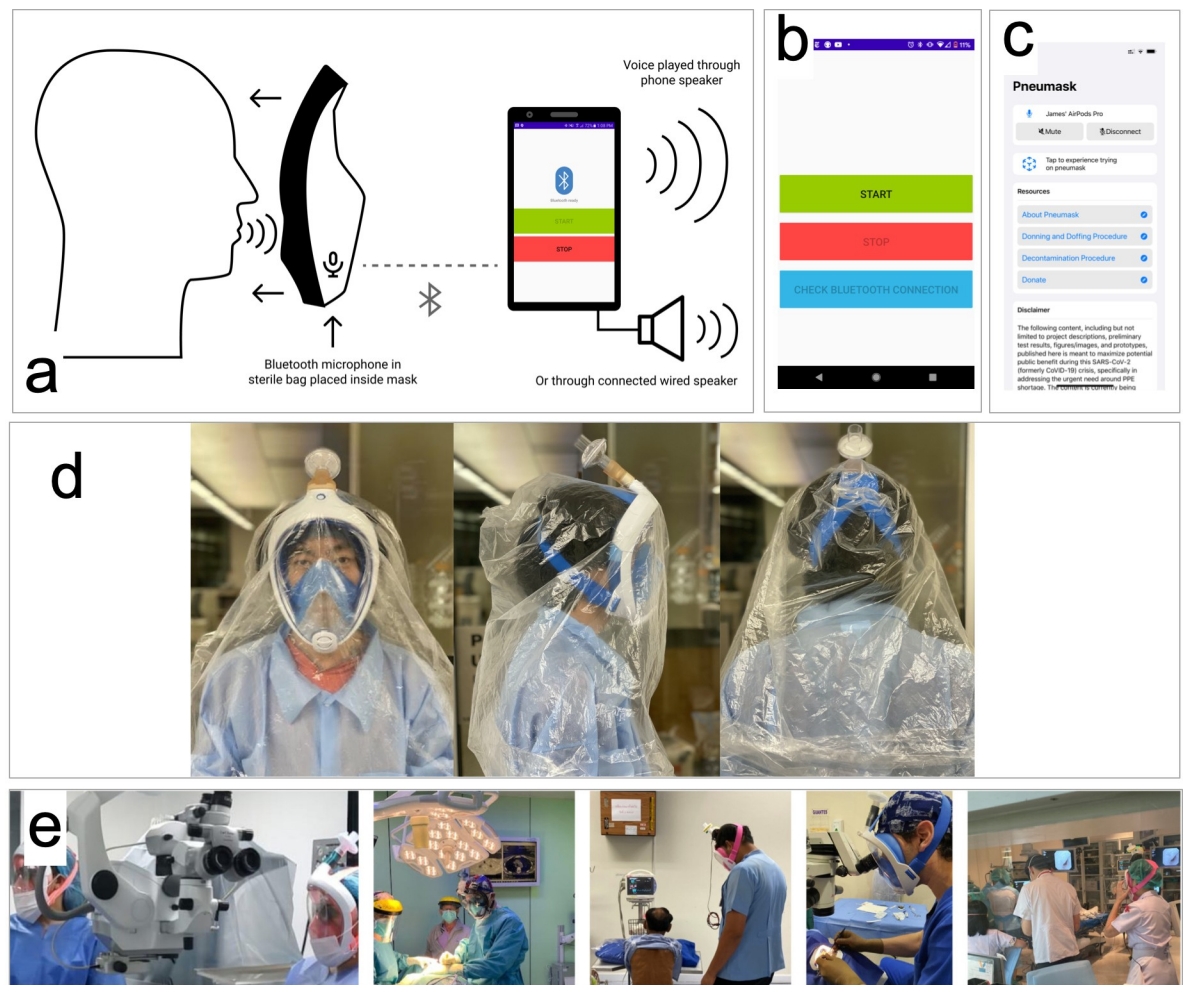 a
Voice played through
phone speaker
Bluetooth ready
START
STOP
Bluetooth microphone in
sterile bag placed inside mask
Or through connected wired speaker
b
11%
START
STOP
CHECK BLUETOOTH CONNECTION
c
Pneumask
James' AirPods Pro
Mute
Disconnect
Tap to experience trying
on pneumask
Resources
About Pneumask
Donning and Doffing Procedure
Decontamination Procedure
Donate
Disclaimer
The following content, including but not
limited to project descriptions, preliminary
test results, figures/images, and prototypes,
published here is meant to maximize potential
public benefit during this SARS-CoV-2
(formerly CoVID-19) crisis, specifically in
addressing the urgent need around PPE
shortage. The content is currently being
d
e